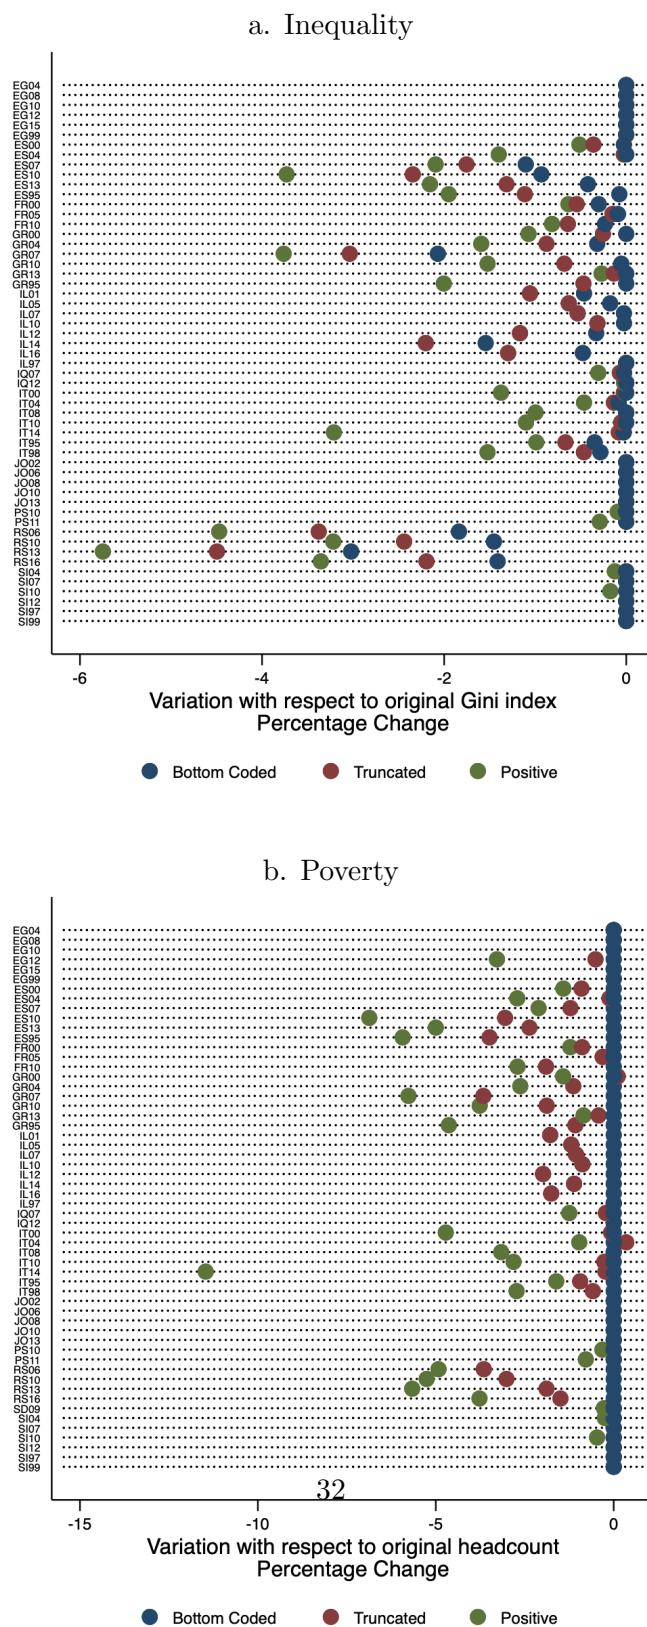 a. Inequality
EG04
EG08
EG10
EG12
EG15
EG99
ES00
ES04
ES07
ES10
ES13
ES95
FR00
FR05
FR10
GR00
GR04
GR07
GR10
GR13
GR95
IL01
IL05
IL07
IL10
IL12
IL14
IL16
IL97
IQ07
IQ12
IT00
IT04
IT08
IT10
IT14
IT95
IT98
JO02
JO06
JO08
JO10
JO13
PS10
PS11
RS06
RS10
RS13
RS16
SI04
SI07
SI10
SI12
SI97
SI99
-6 -4 -2 0
Variation with respect to original Gini index
Percentage Change
Bottom Coded Truncated Positive
b. Poverty
EG04
EG08
EG10
EG12
EG15
EG99
ES00
ES04
ES07
ES10
ES13
ES95
FR00
FR05
FR10
GR00
GR04
GR07
GR10
GR13
GR95
IL01
IL05
IL07
IL10
IL12
IL14
IL16
IL97
IQ07
IQ12
IT00
IT04
IT08
IT10
IT14
IT95
IT98
JO02
JO06
JO08
JO10
JO13
PS10
PS11
RS06
RS10
RS13
RS16
SD09
SI04
SI07
SI10
SI12
SI97
SI99
32
-15 -10 -5 0
Variation with respect to original headcount
Percentage Change
Bottom Coded Truncated Positive